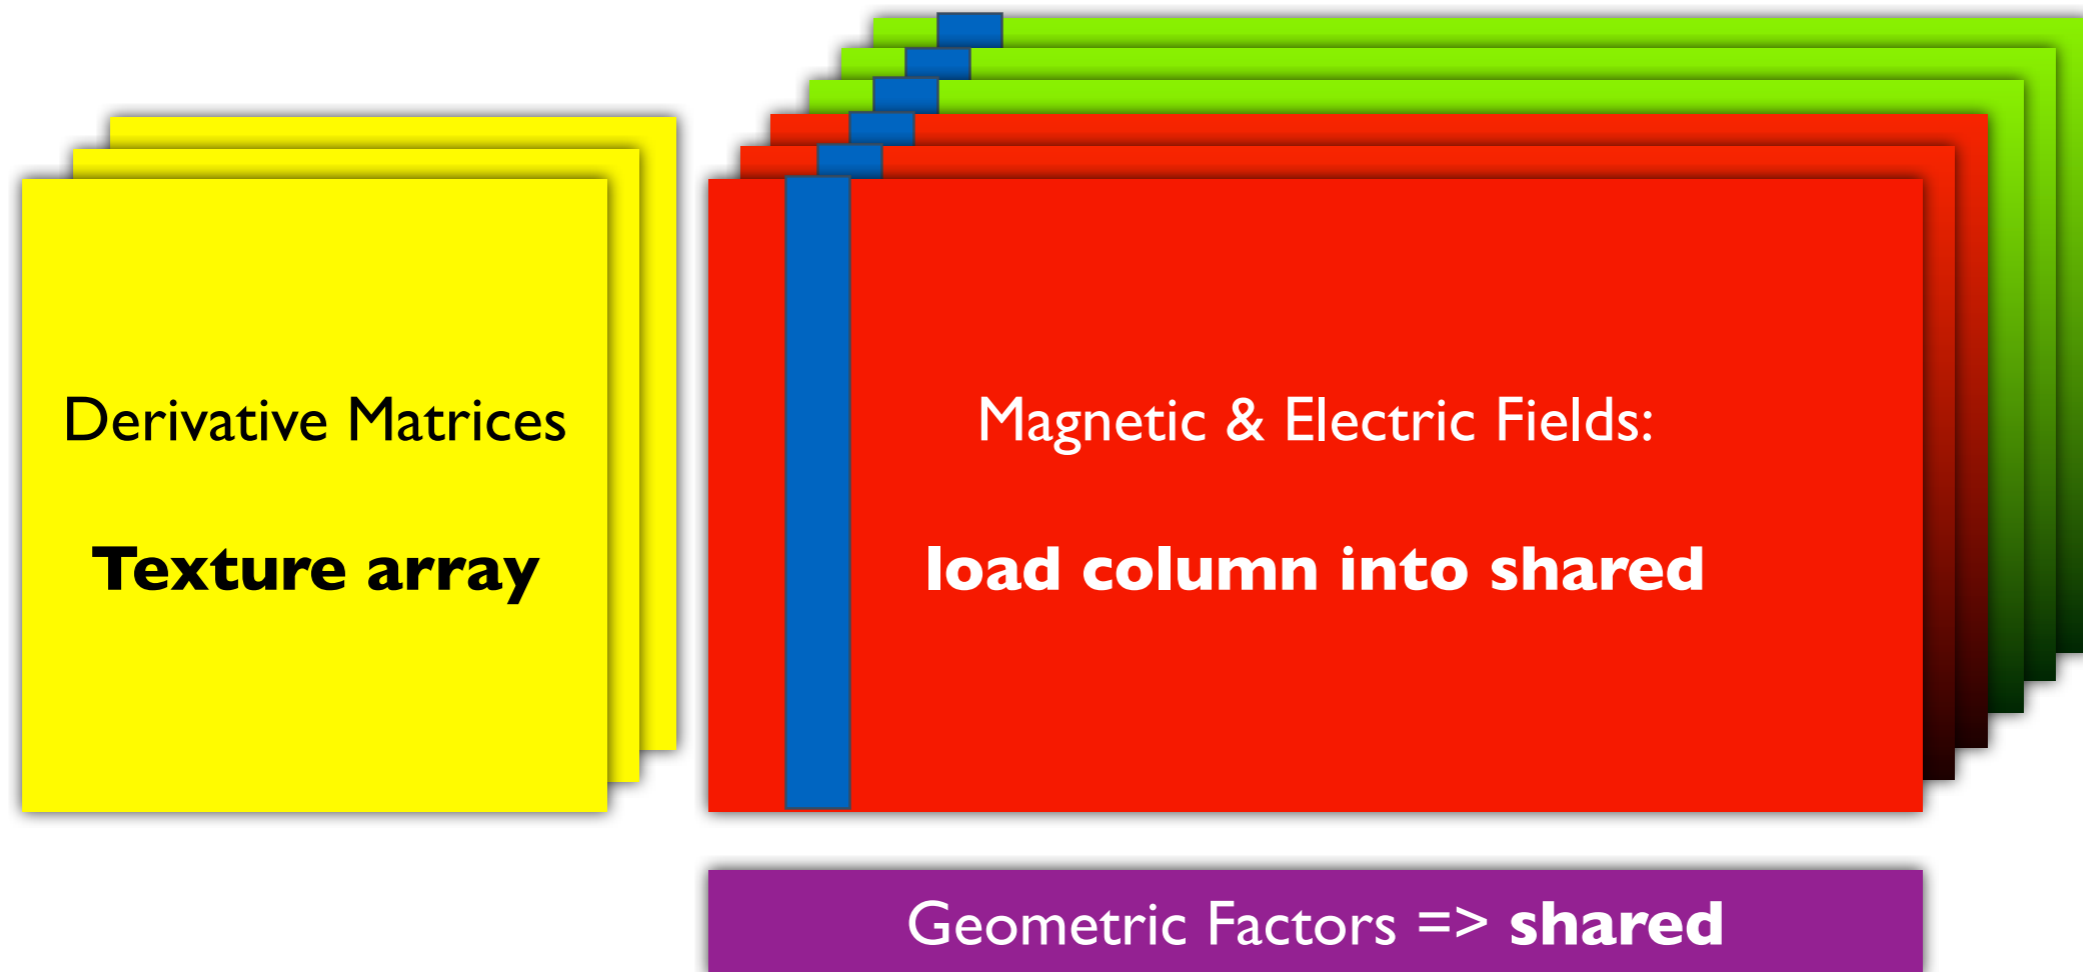 Derivative Matrices
Texture array
Magnetic & Electric Fields:
load column into shared
Geometric Factors => shared